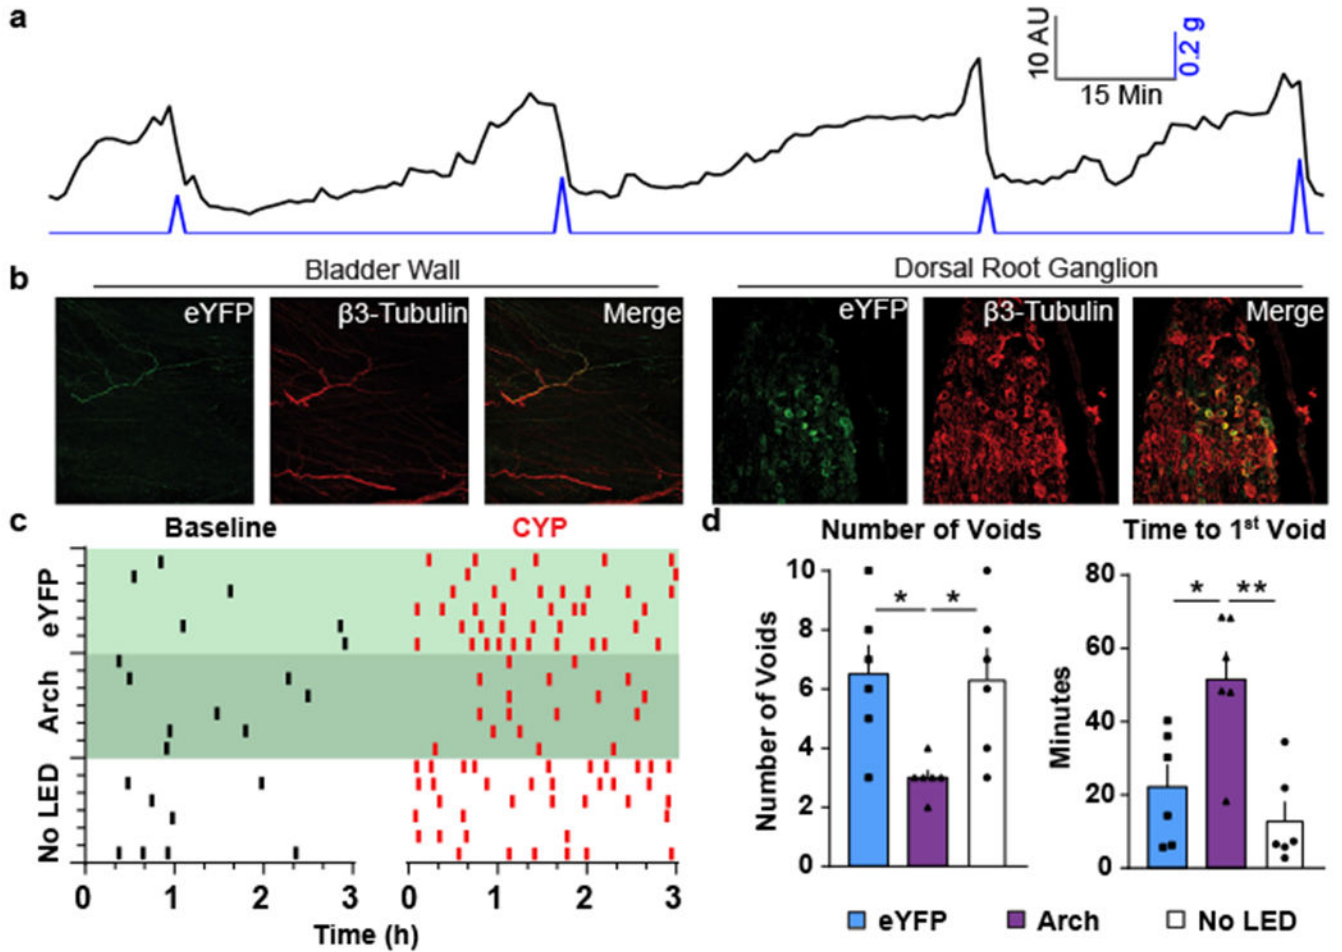 a
10 AU
0.2 g
15 Min
b
Bladder Wall
Dorsal Root Ganglion
eYFP
β3-Tubulin
Merge
eYFP
β3-Tubulin
Merge
c
Baseline
CYP
eYFP
Arch
No LED
0 1 2 3
0 1 2 3
Time (h)
d
Number of Voids
Time to 1st Void
Number of Voids
10
8
6
4
2
0
* *
Minutes
80
60
40
20
0
* **
eYFP
Arch
No LED